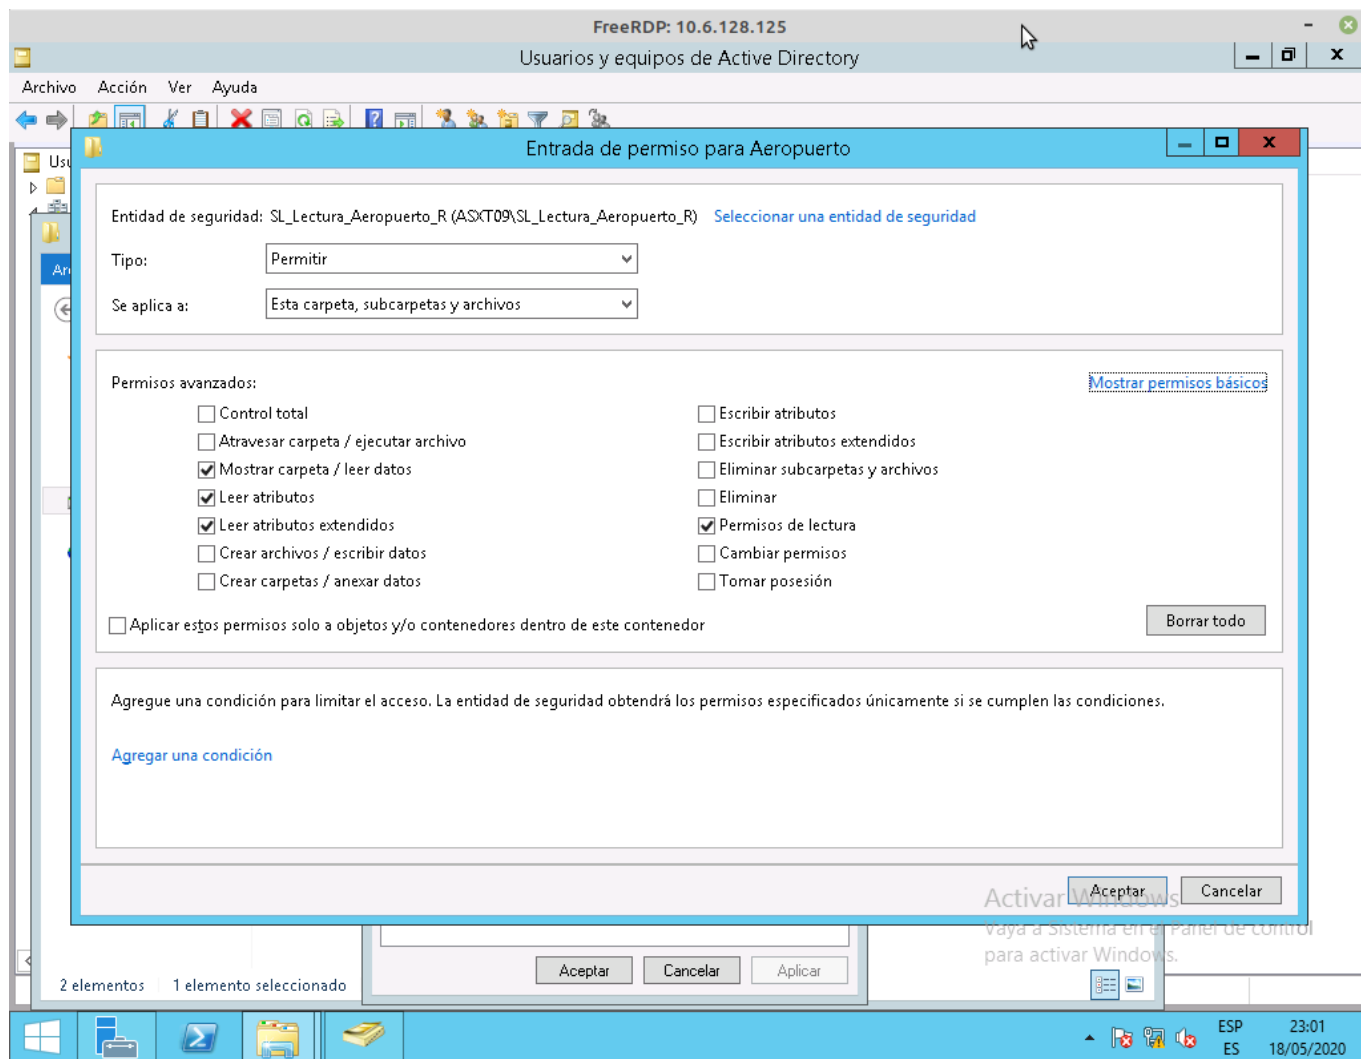 FreeRDP: 10.6.128.125
Usuarios y equipos de Active Directory
Archivo Acción Ver Ayuda
Entrada de permiso para Aeropuerto
Entidad de seguridad: SL_Lectura_Aeropuerto_R (ASXT09\SL_Lectura_Aeropuerto_R) Seleccionar una entidad de seguridad
Tipo: Permitir
Se aplica a: Esta carpeta, subcarpetas y archivos
Permisos avanzados: Mostrar permisos básicos
Control total Escribir atributos
Atravesar carpeta / ejecutar archivo Escribir atributos extendidos
Mostrar carpeta / leer datos Eliminar subcarpetas y archivos
Leer atributos Eliminar
Leer atributos extendidos Permisos de lectura
Crear archivos / escribir datos Cambiar permisos
Crear carpetas / anexar datos Tomar posesión
Aplicar estos permisos solo a objetos y/o contenedores dentro de este contenedor Borrar todo
Agregue una condición para limitar el acceso. La entidad de seguridad obtendrá los permisos especificados únicamente si se cumplen las condiciones.
Agregar una condición
Aceptar Cancelar
Activar Windows
Vaya a Sistema en el Panel de control
para activar Windows.
Aceptar Cancelar Aplicar
2 elementos 1 elemento seleccionado
ESP 23:01
ES 18/05/2020